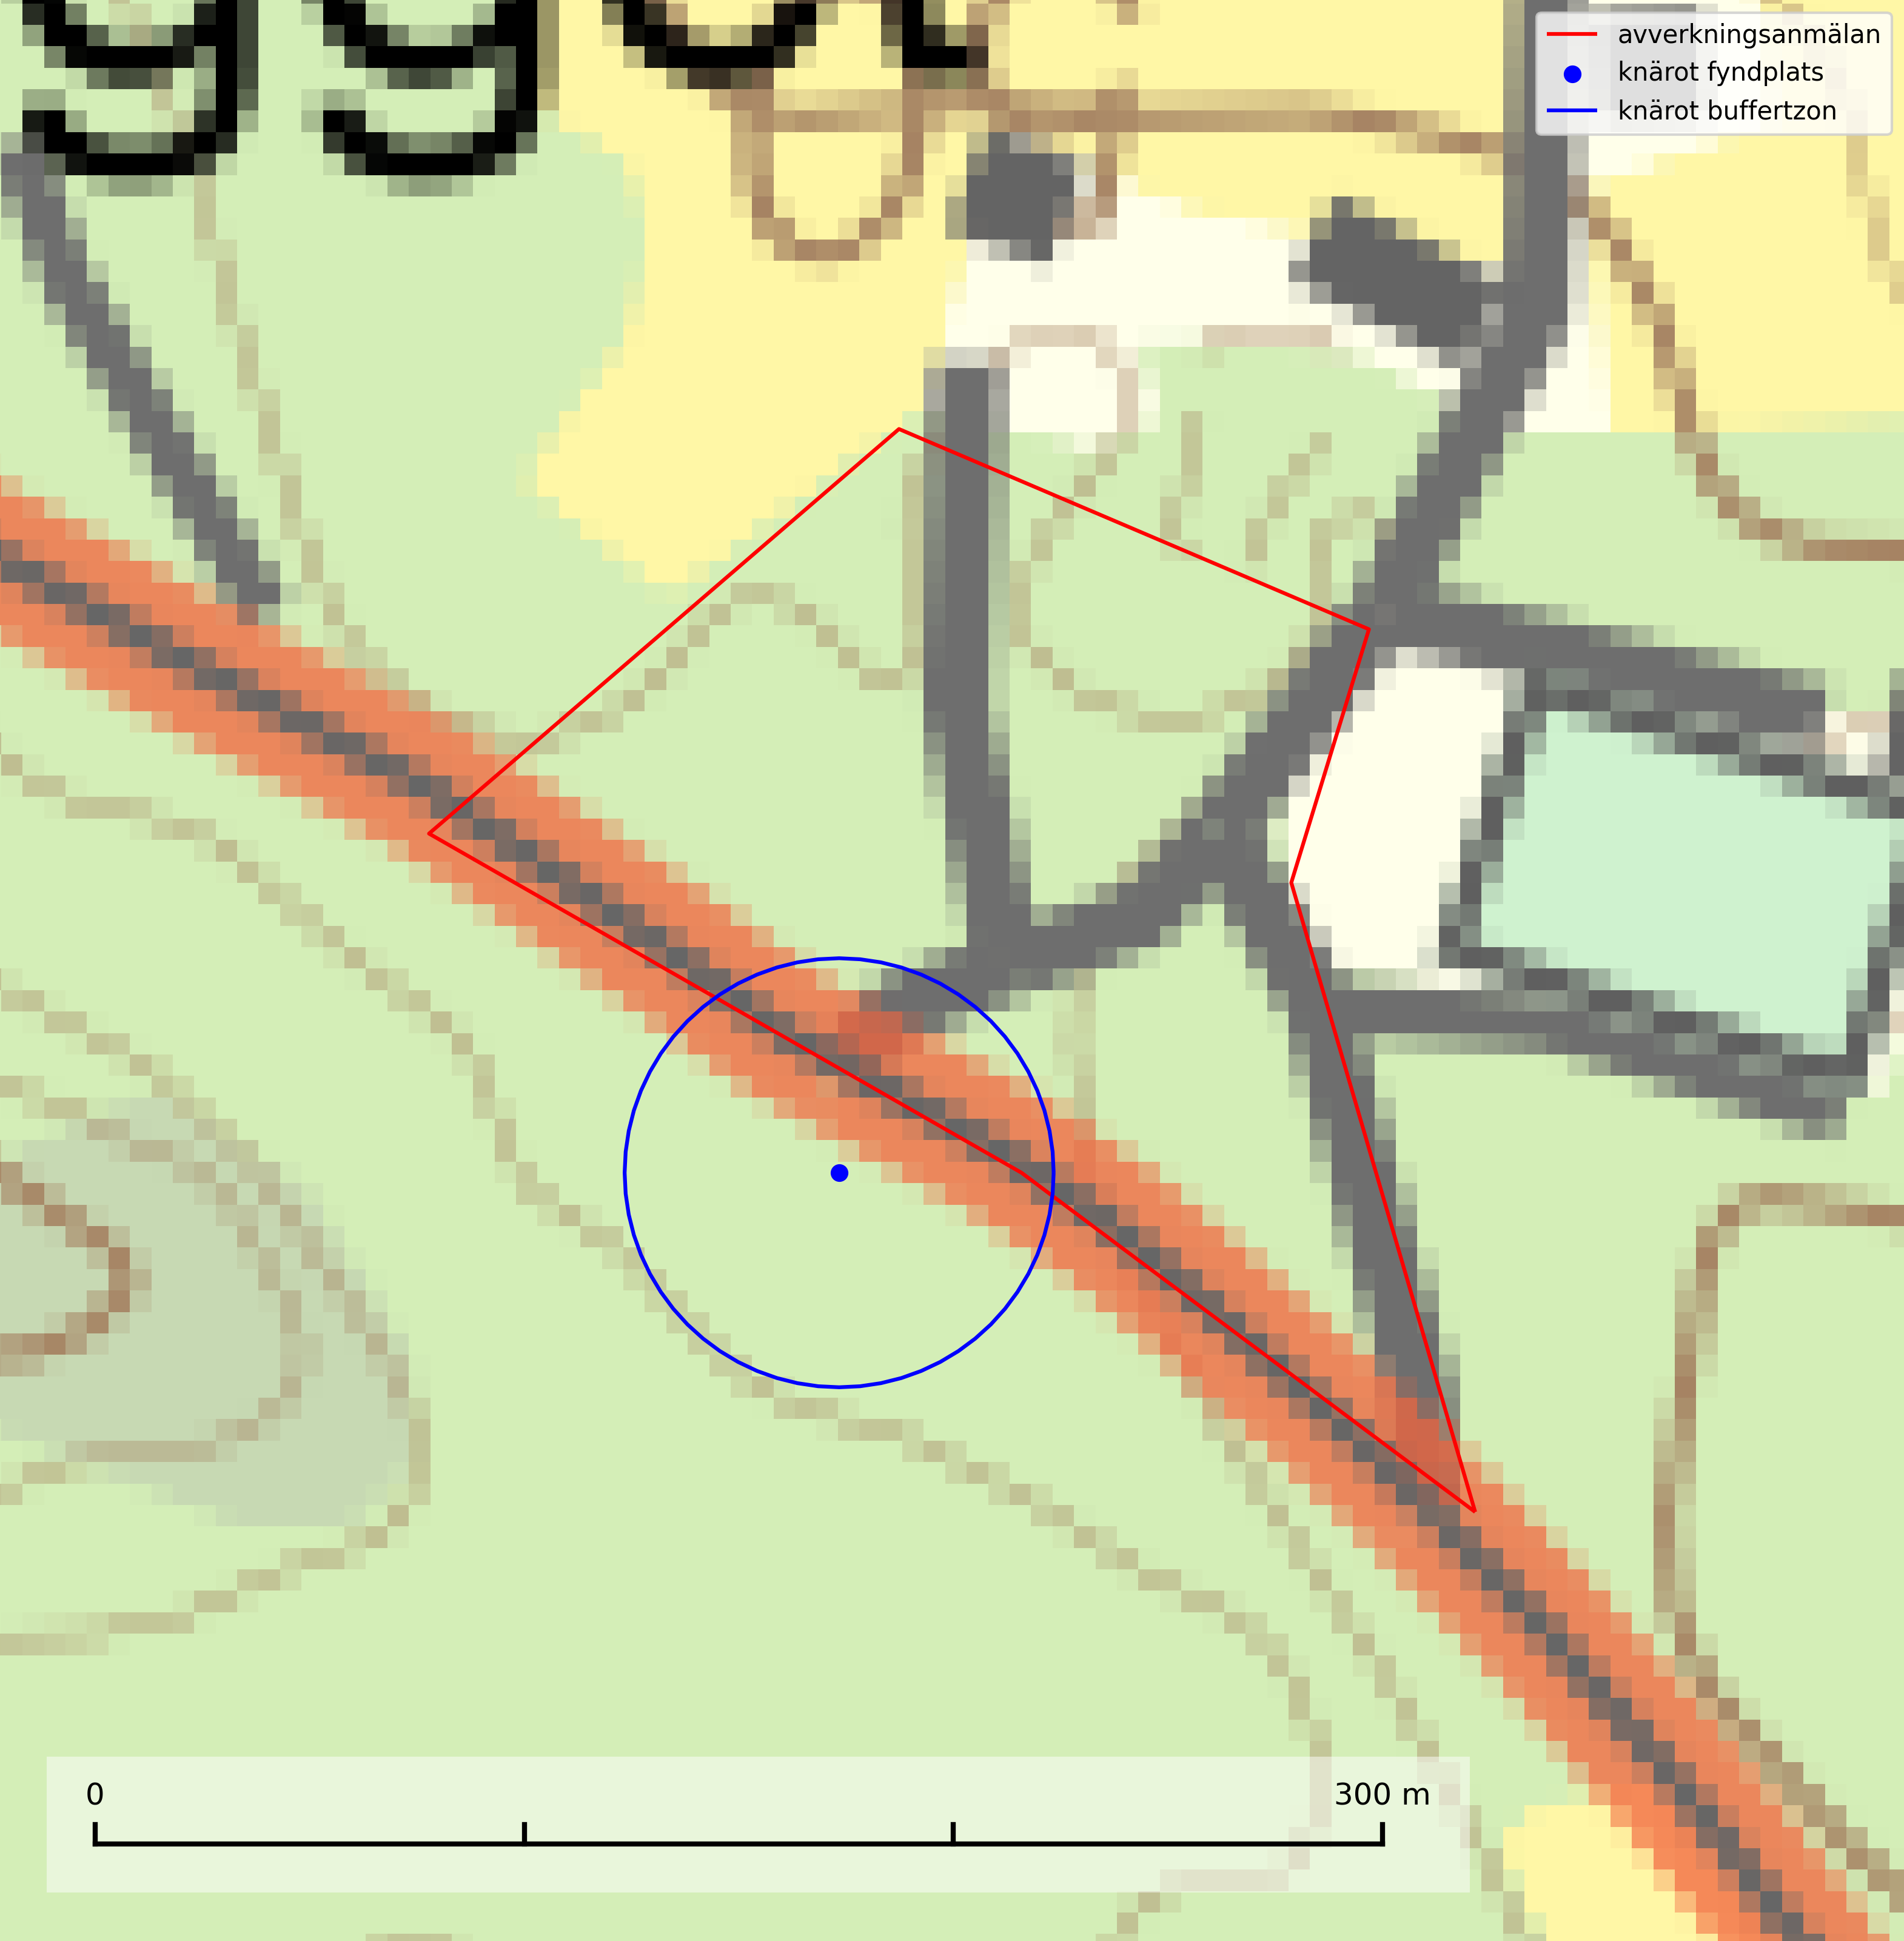 avverkningsanmälan
knärot fyndplats
knärot buffertzon
0 300 m